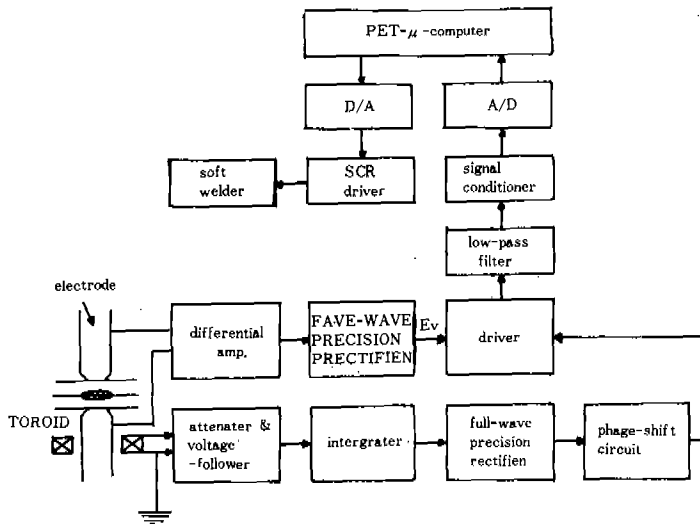 PET-μ-computer
D/A
A/D
soft
welder
SCR
driver
signal
conditioner
low-pass
filter
electrode
differential
amp.
FAVE-WAVE
PRECISION
PRECTIFIEN
Ev
driver
TOROID
attenater &
voltage
-follower
intergrater
full-wave
precision
rectifien
phage-shift
circuit